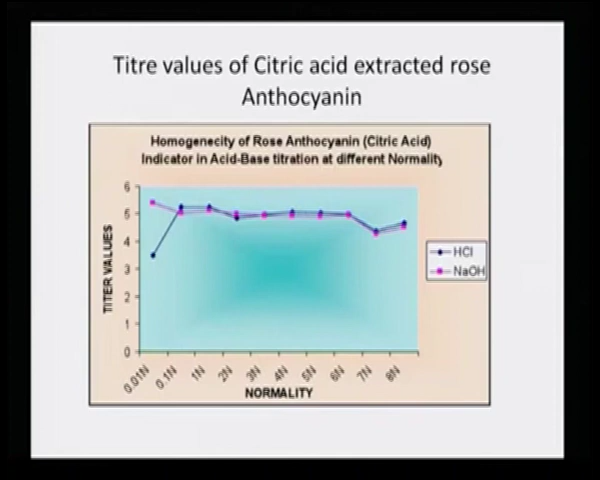 Titre values of Citric acid extracted rose
Anthocyanin
Homogenecity of Rose Anthocyanin (Citric Acid)
Indicator in Acid-Base titration at different Normality
6
5
4
3
2
1
0
TITER VALUES
0.01N 0.1N 1N 2N 3N 4N 5N 6N 7N 8N
NORMALITY
HCl
NaOH